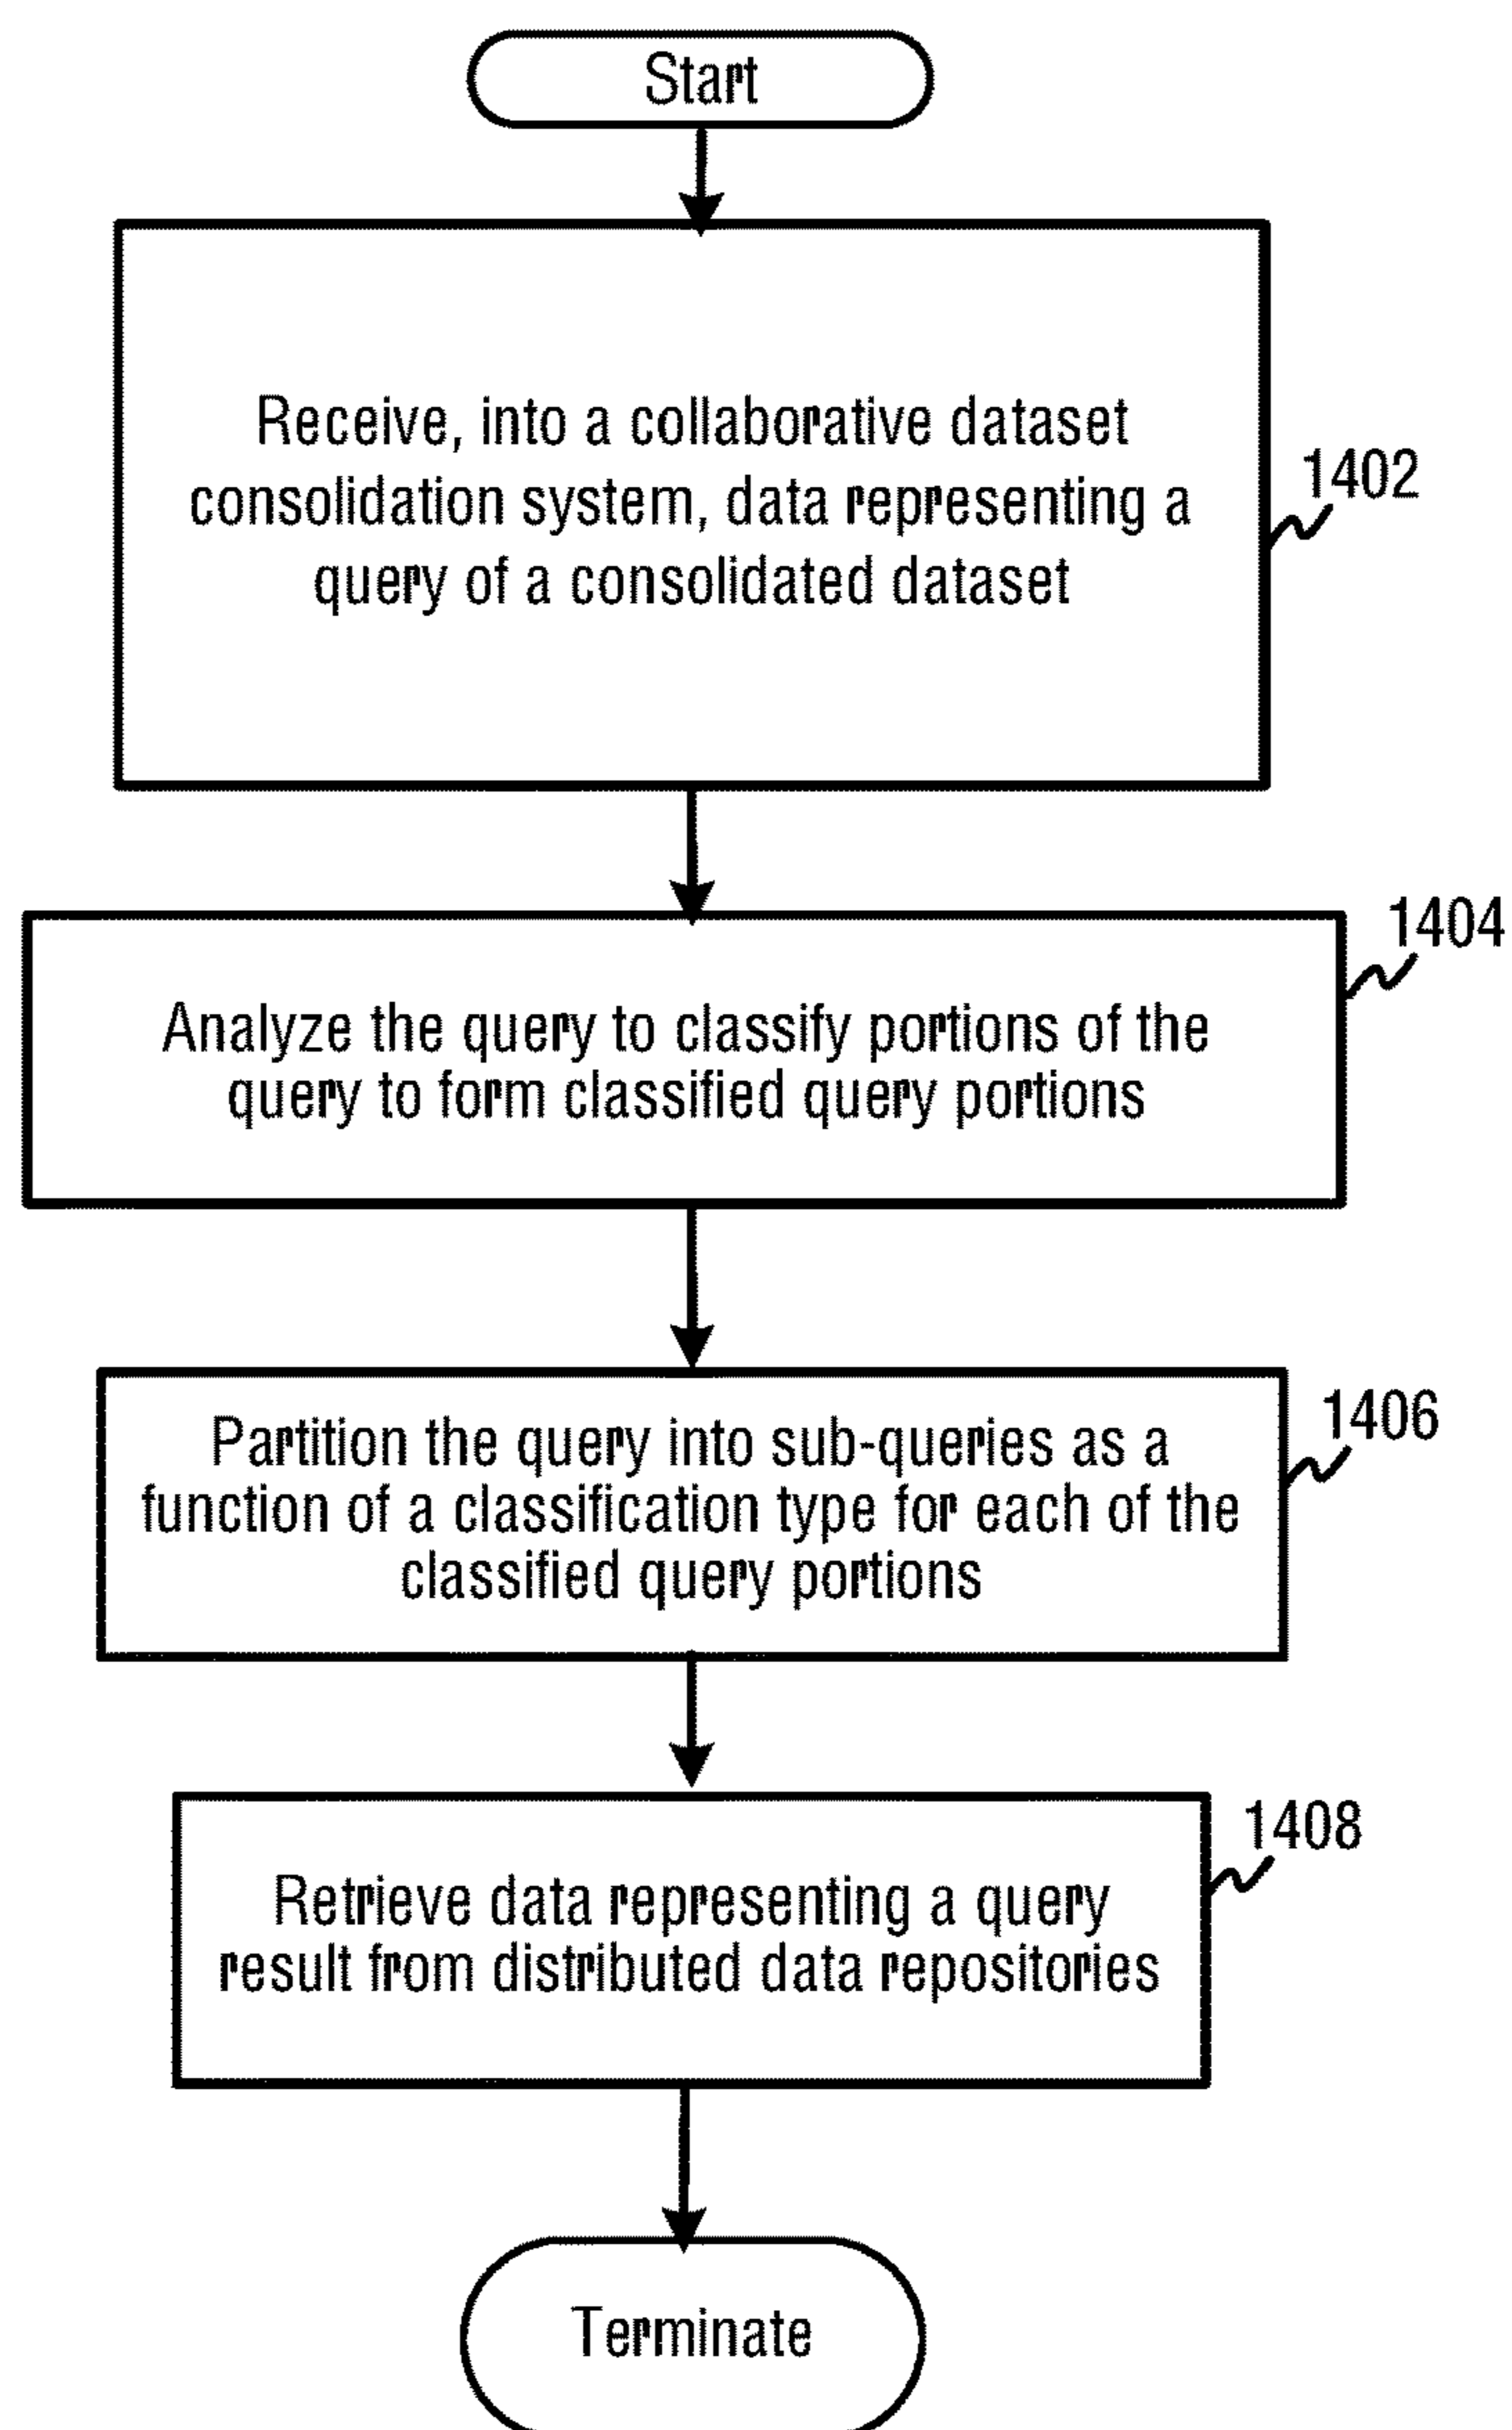 Start
Receive, into a collaborative dataset
consolidation system, data representing a
query of a consolidated dataset
1402
1404
Analyze the query to classify portions of the
query to form classified query portions
1406
Partition the query into sub-queries as a
function of a classification type for each of the
classified query portions
1408
Retrieve data representing a query
result from distributed data repositories
Terminate